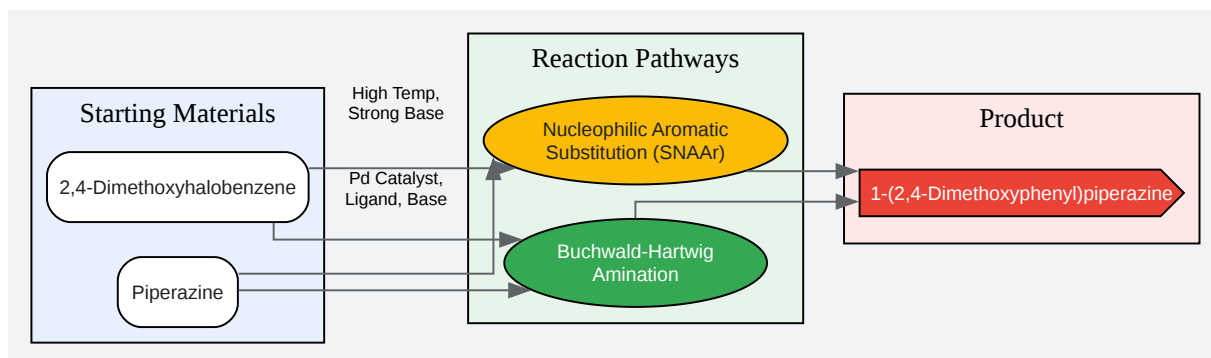 Starting Materials
2,4-Dimethoxyhalobenzene
Piperazine
High Temp,
Strong Base
Pd Catalyst,
Ligand, Base
Reaction Pathways
Nucleophilic Aromatic
Substitution (SNAAr)
Buchwald-Hartwig
Amination
Product
1-(2,4-Dimethoxyphenyl)piperazine